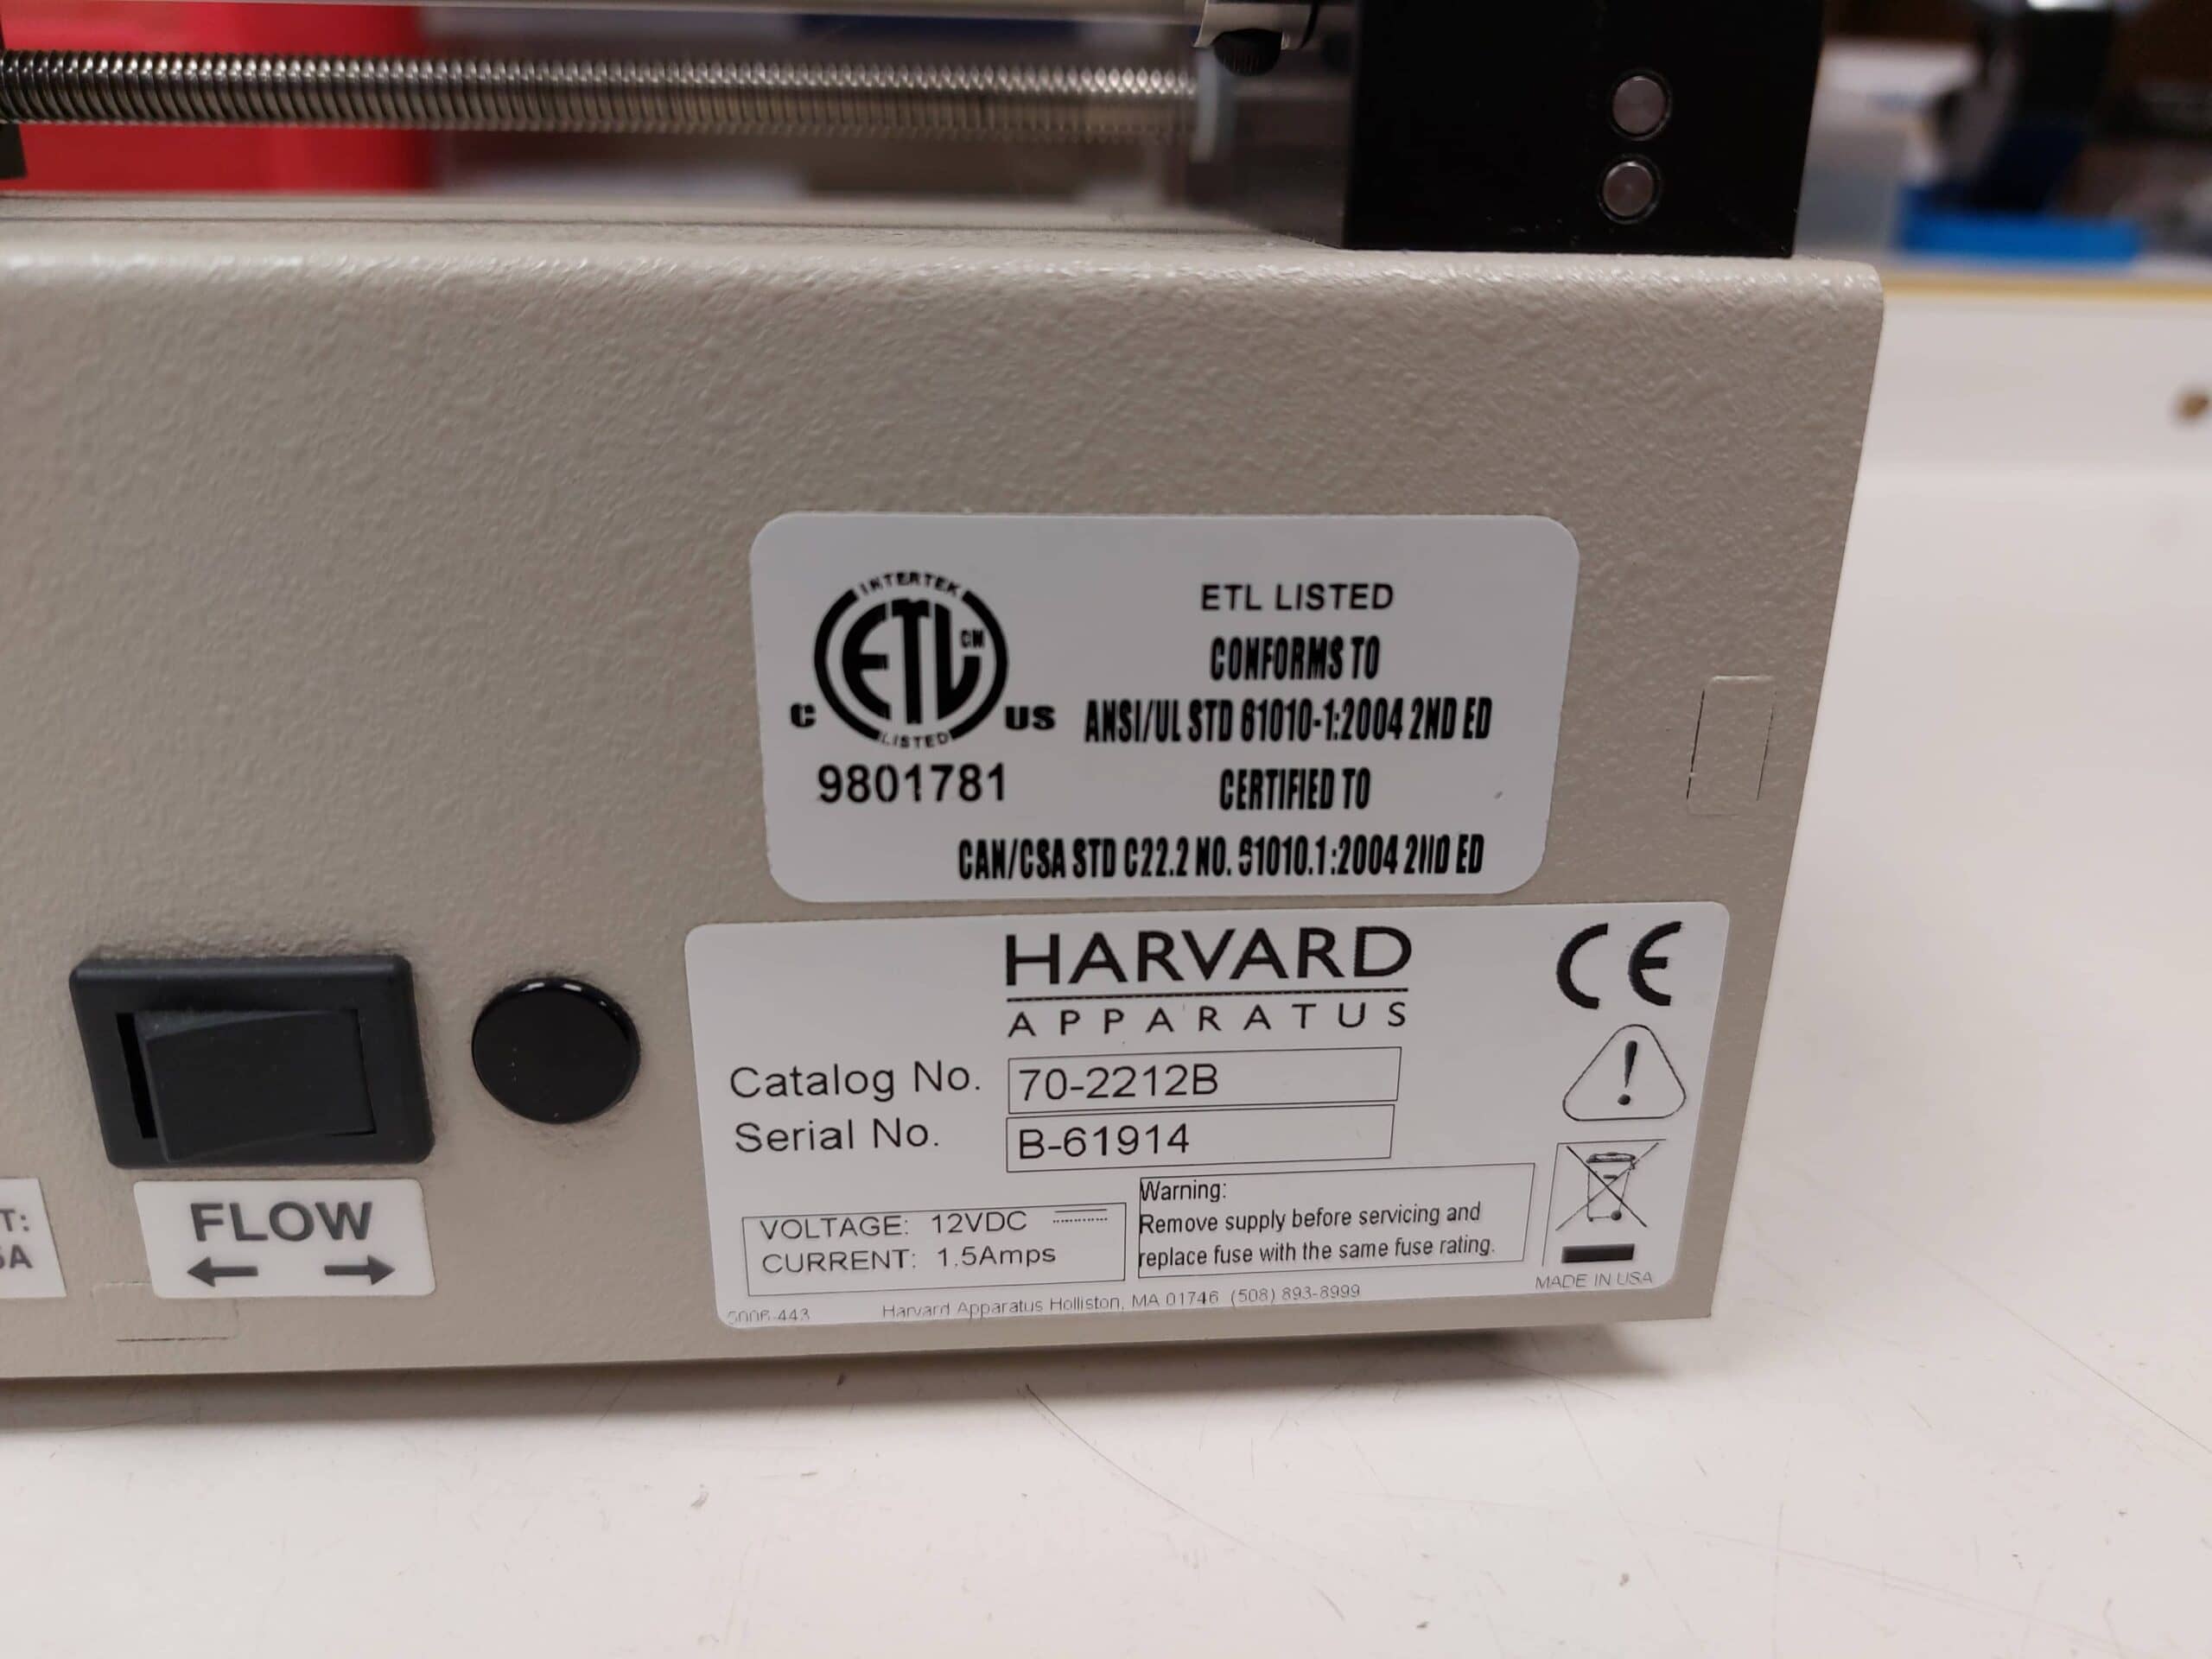 INTERTEK
ETL CM
C US
LISTED
9801781
ETL LISTED
CONFORMS TO
ANSI/UL STD 61010-1:2004 2ND ED
CERTIFIED TO
CAN/CSA STD C22.2 NO. 61010.1:2004 2ND ED
HARVARD
APPARATUS
CE
Catalog No. 70-2212B
Serial No. B-61914
VOLTAGE: 12VDC
CURRENT: 1.5Amps
Warning:
Remove supply before servicing and
replace fuse with the same fuse rating.
MADE IN USA
5006-443 Harvard Apparatus Holliston, MA 01746 (508) 893-8999
FLOW
T:
A